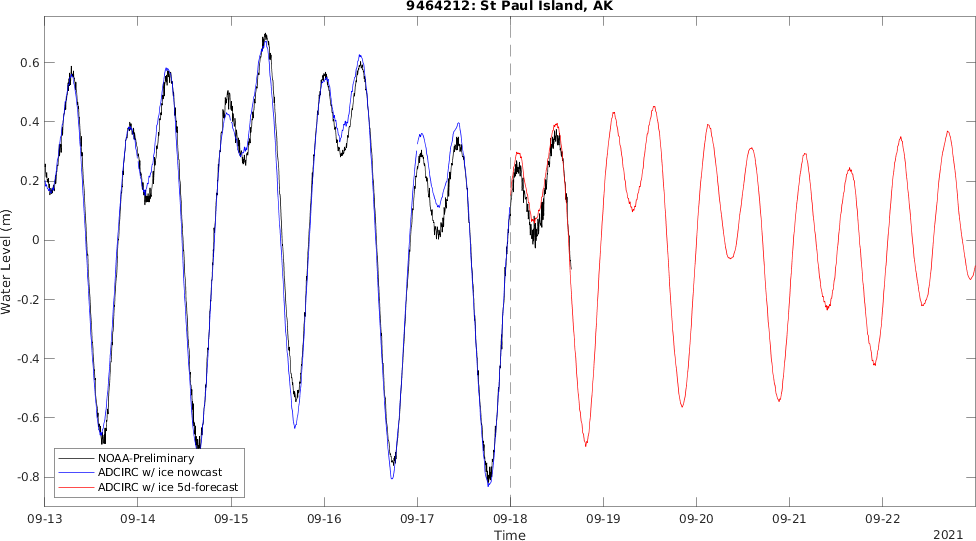 9464212: St Paul Island, AK
Water Level (m)
0.6
0.4
0.2
0
-0.2
-0.4
-0.6
-0.8
NOAA-Preliminary
ADCIRC w/ ice nowcast
ADCIRC w/ ice 5d-forecast
09-13 09-14 09-15 09-16 09-17 09-18 09-19 09-20 09-21 09-22
Time
2021